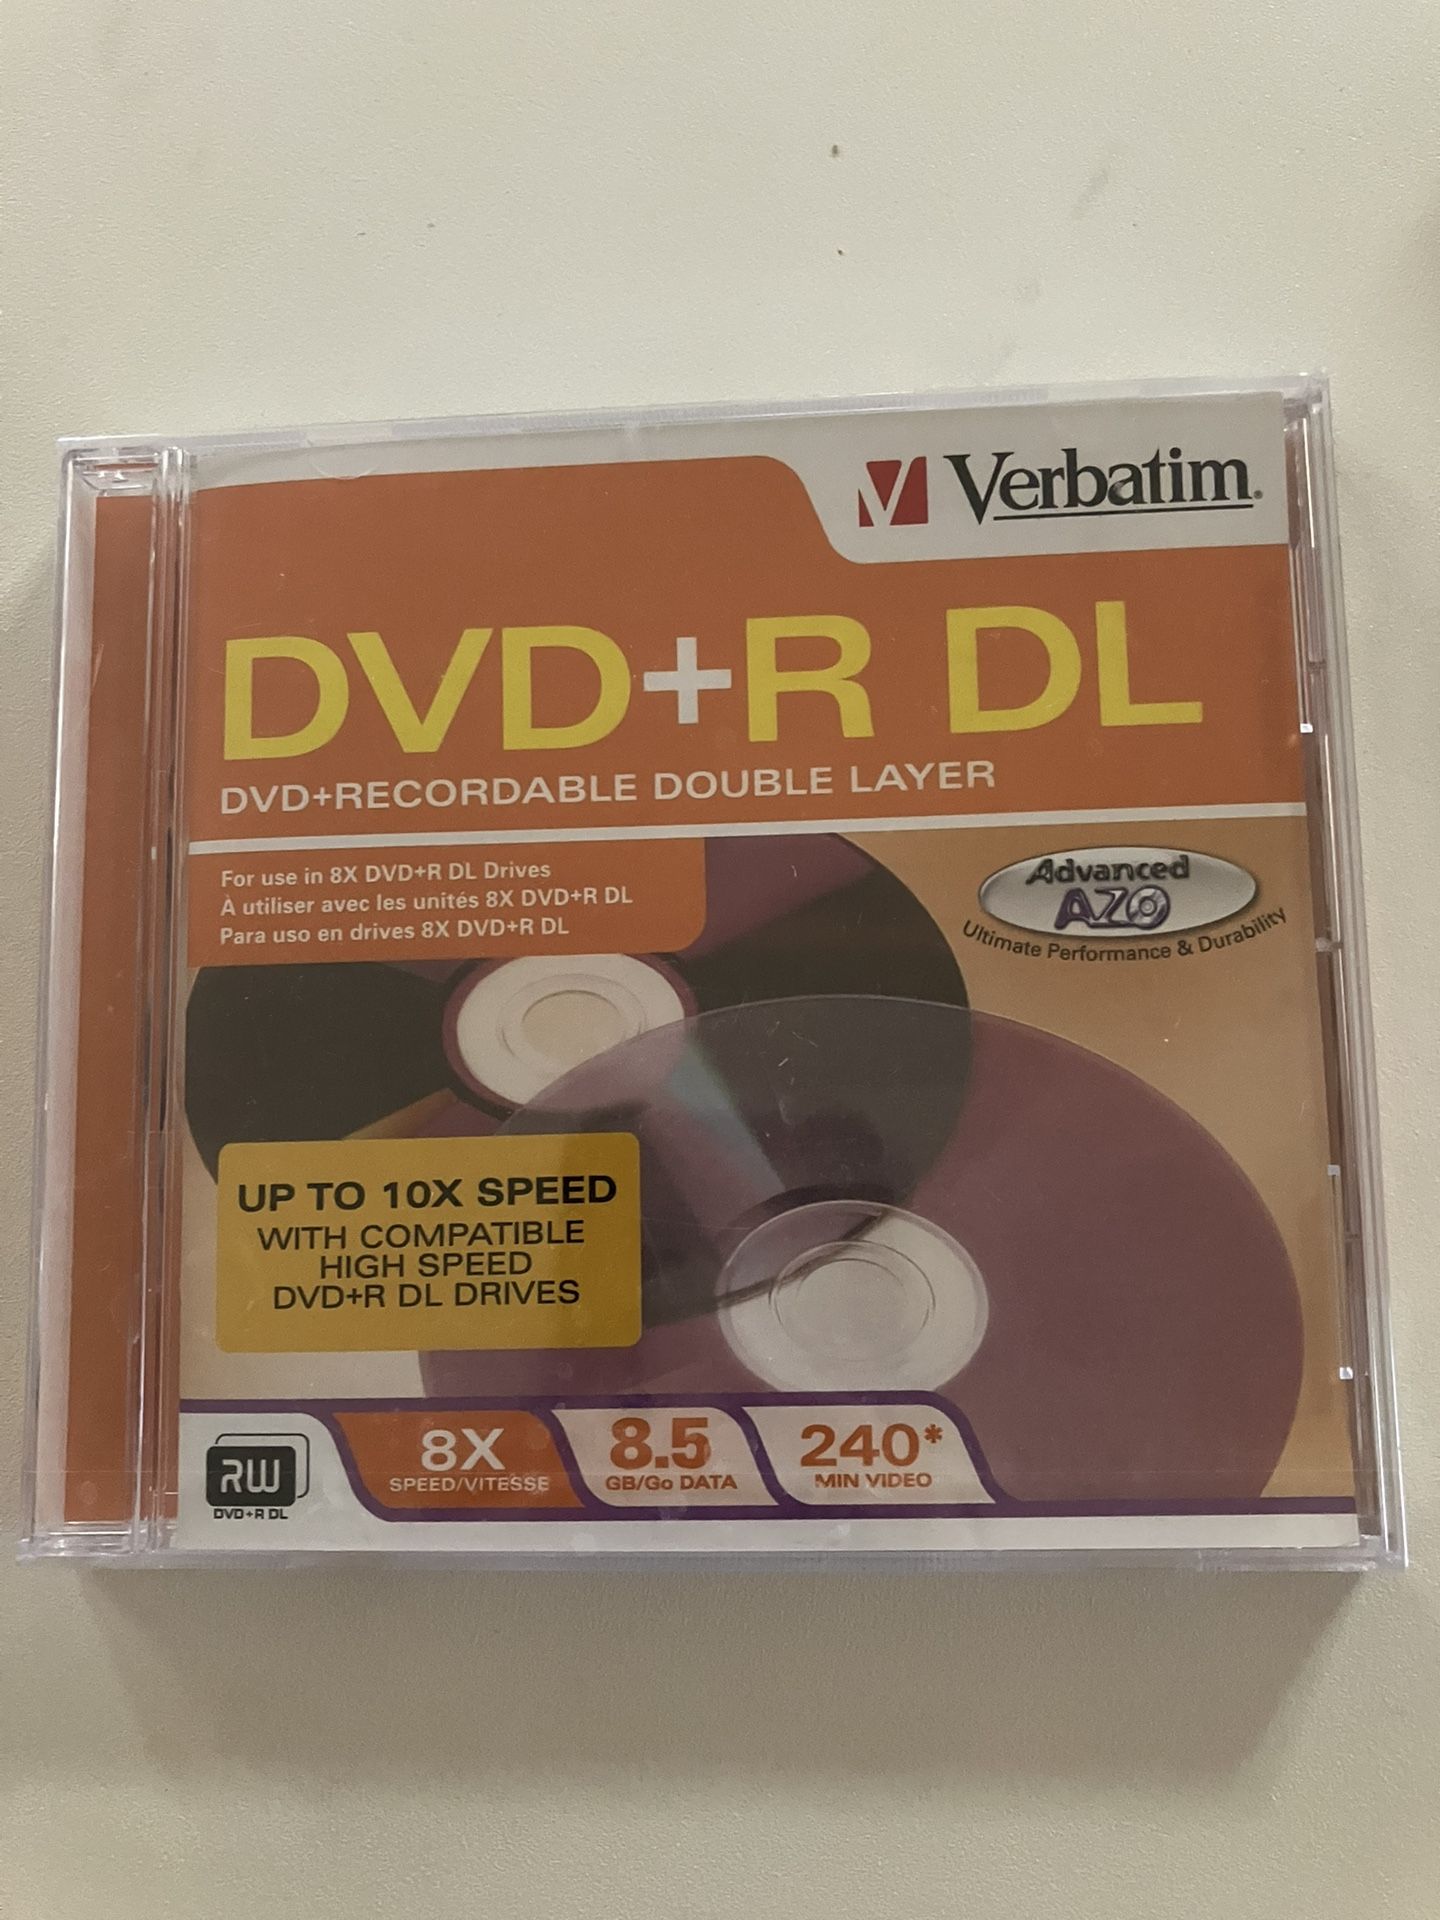 Verbatim®
DVD+R DL
DVD+RECORDABLE DOUBLE LAYER
For use in 8X DVD+R DL Drives
À utiliser avec les unités 8X DVD+R DL
Para uso en drives 8X DVD+R DL
Advanced
AZO
Ultimate Performance & Durability
UP TO 10X SPEED
WITH COMPATIBLE
HIGH SPEED
DVD+R DL DRIVES
RW
DVD+R DL
8X
SPEED/VITESSE
8.5
GB/Go DATA
240*
MIN VIDEO